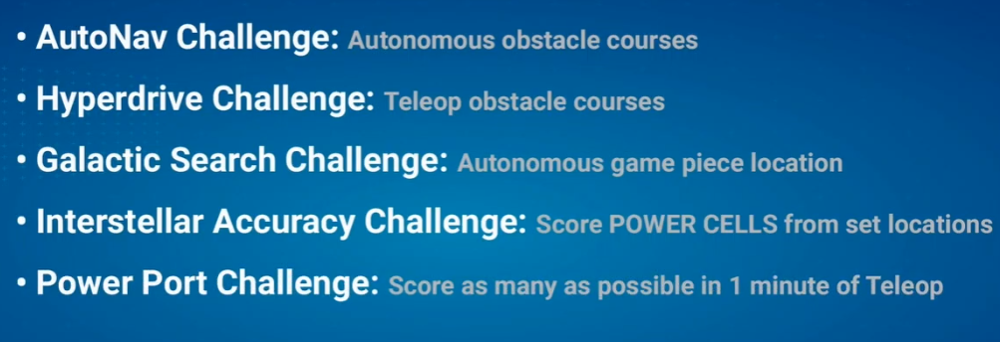 • AutoNav Challenge: Autonomous obstacle courses
• Hyperdrive Challenge: Teleop obstacle courses
• Galactic Search Challenge: Autonomous game piece location
• Interstellar Accuracy Challenge: Score POWER CELLS from set locations
• Power Port Challenge: Score as many as possible in 1 minute of Teleop